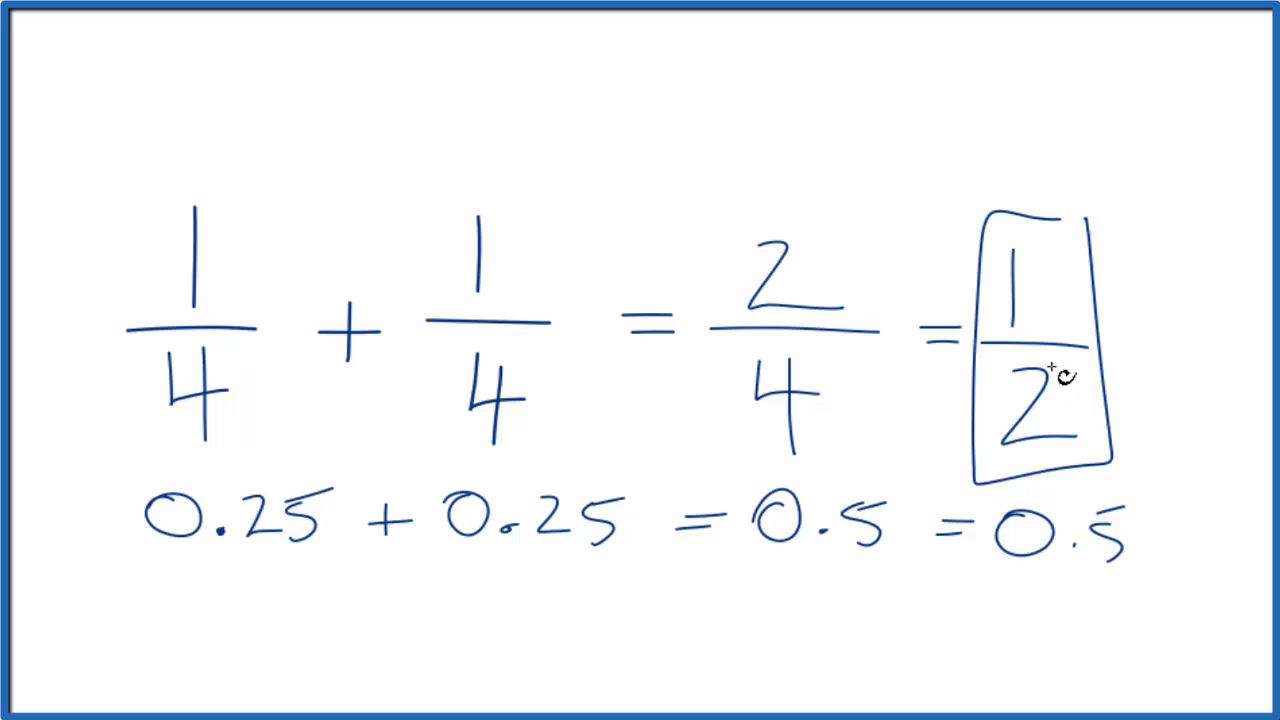 1/4 + 1/4 = 2/4 = 1/2
0.25 + 0.25 = 0.5 = 0.5